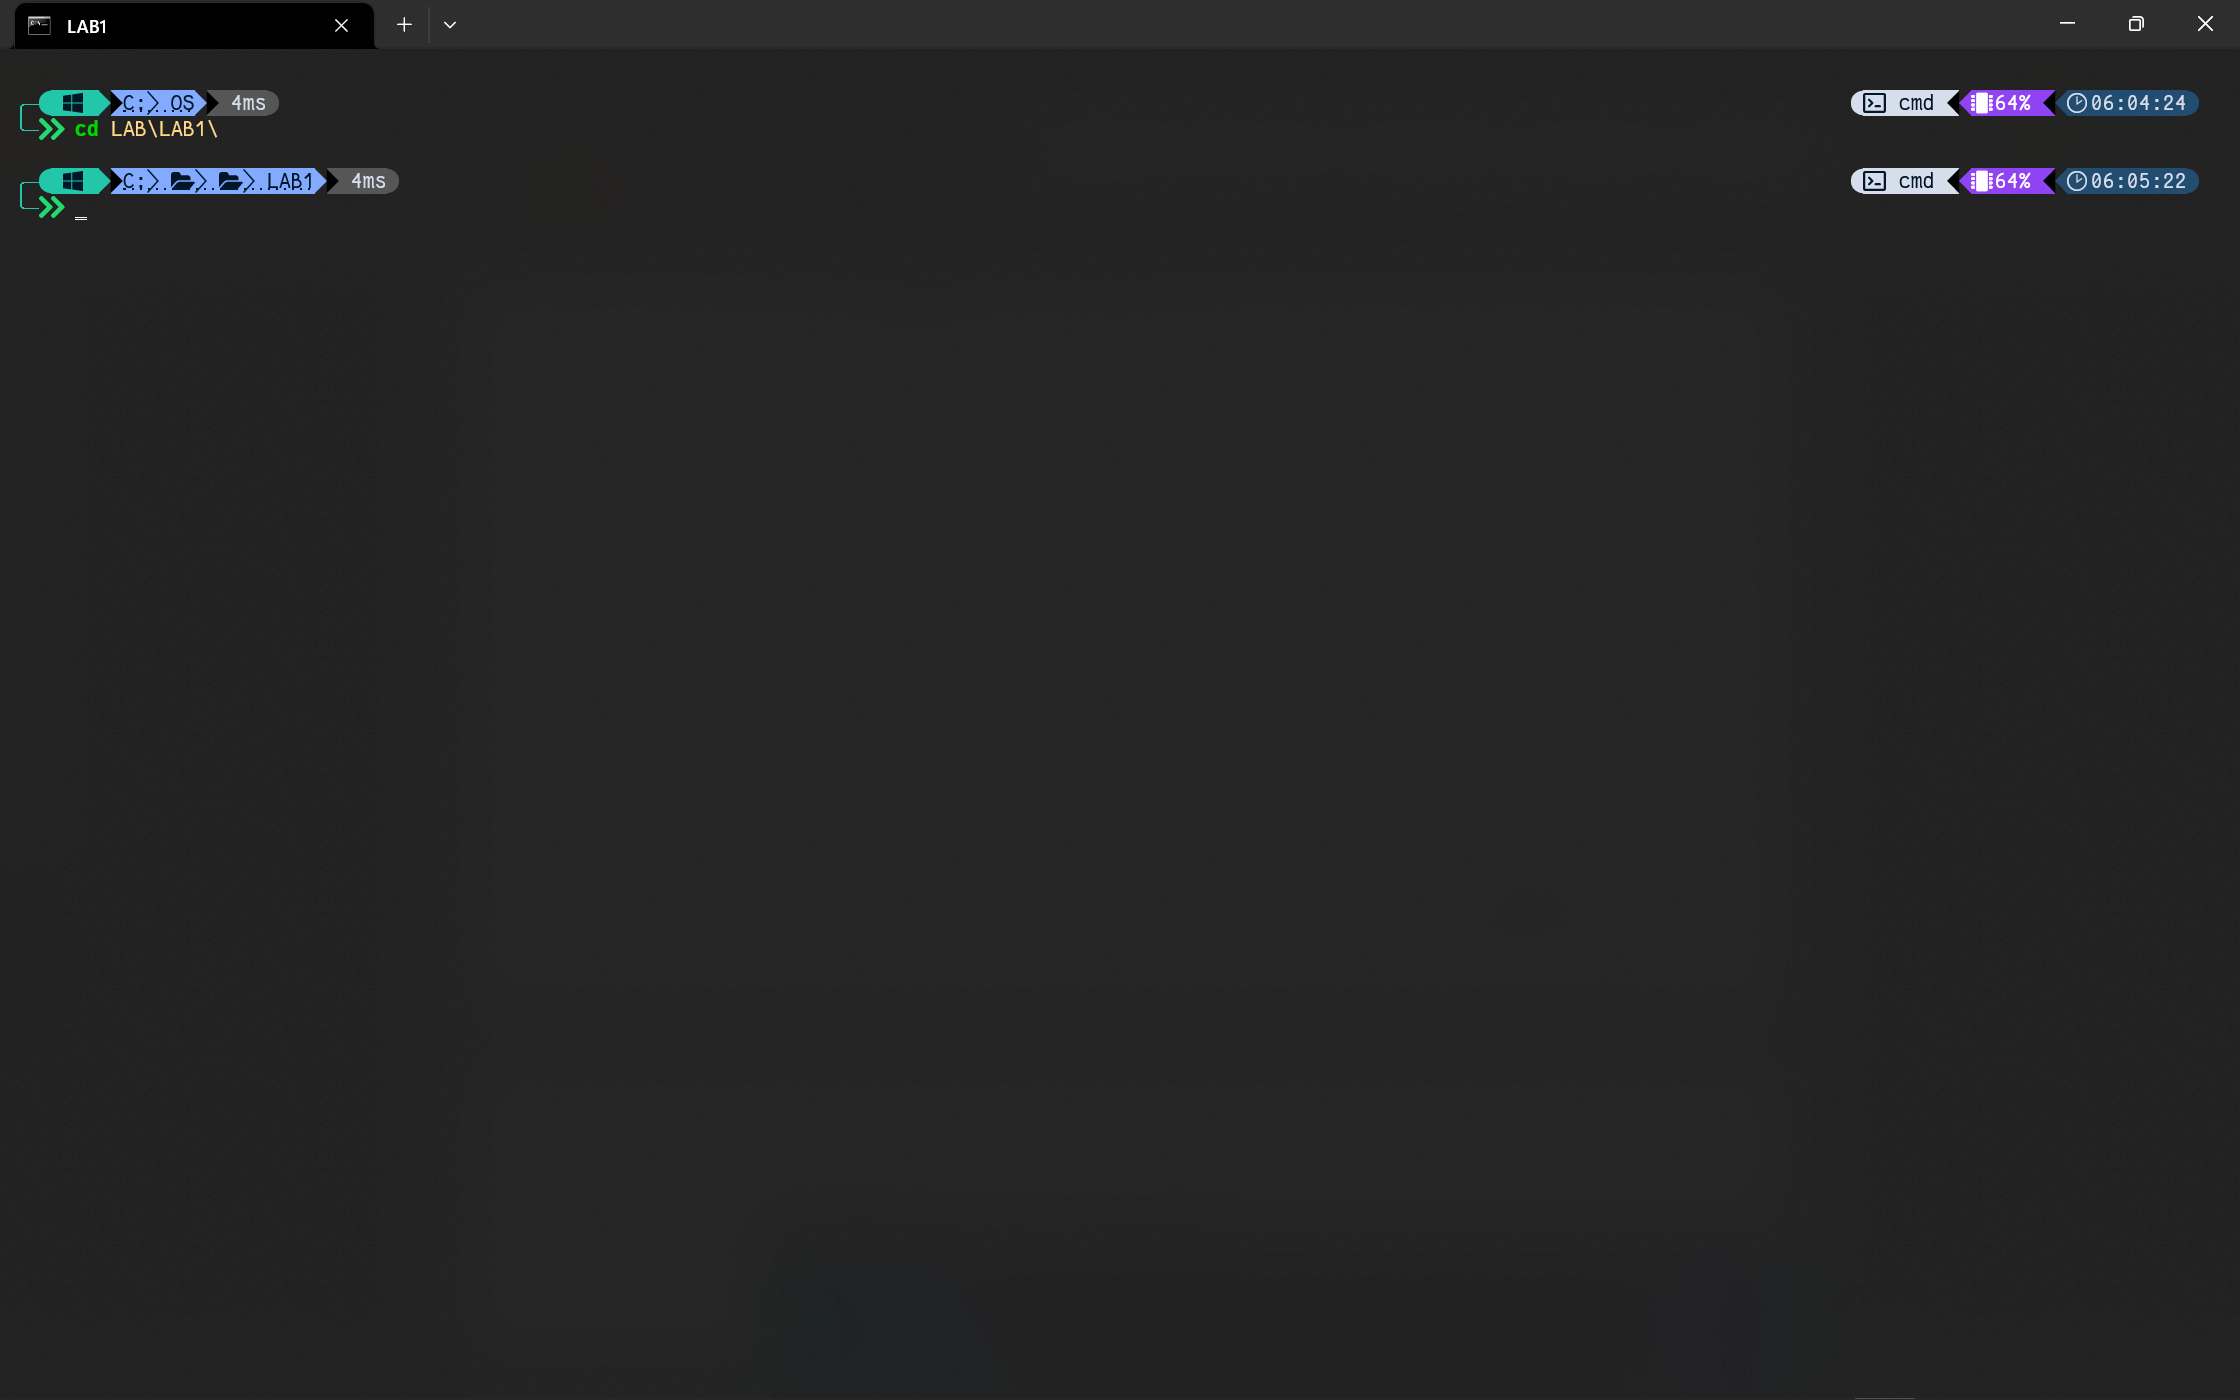 LAB1
C: OS 4ms cmd 64% 06:04:24
cd LAB\LAB1\
C: LAB1 4ms cmd 64% 06:05:22